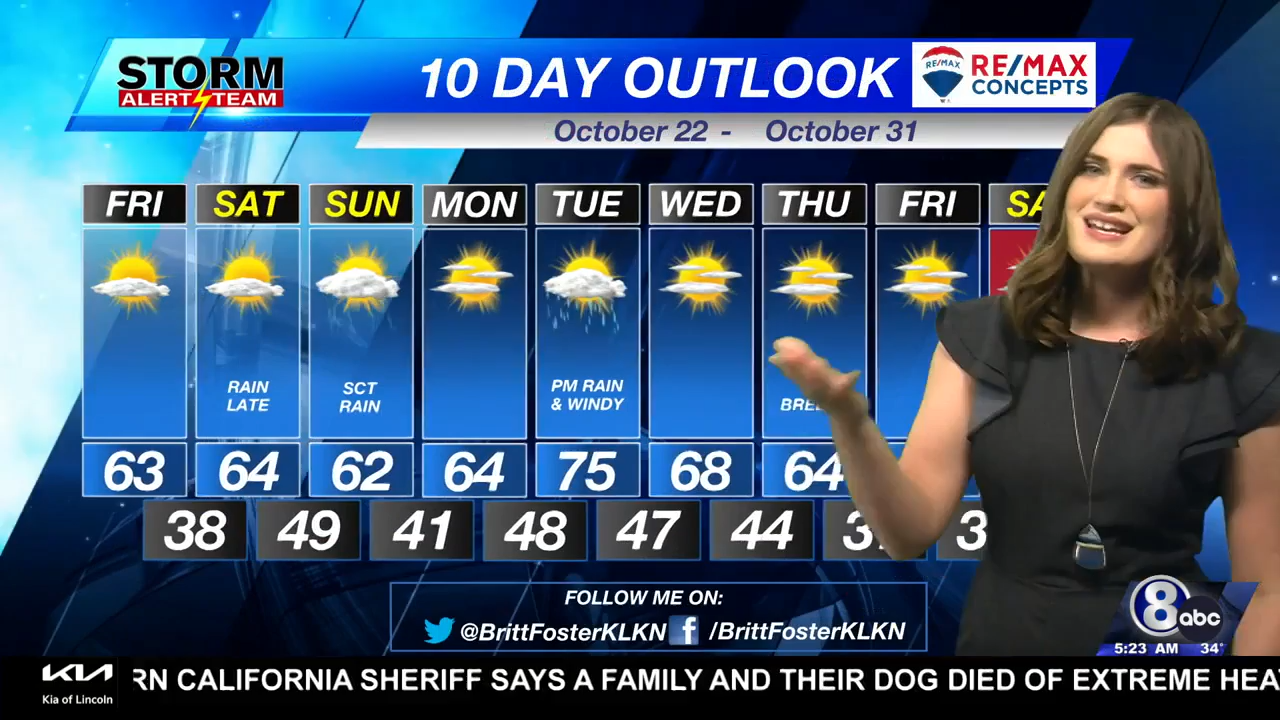 STORM
ALERT TEAM
10 DAY OUTLOOK
RE/MAX
RE/MAX
CONCEPTS
October 22 - October 31
FRI SAT SUN MON TUE WED THU FRI
RAIN
LATE
SCT
RAIN
PM RAIN
& WINDY
63 64 62 64 75 68 64
38 49 41 48 47 44
FOLLOW ME ON:
@BrittFosterKLKN /BrittFosterKLKN
8 abc
5:23 AM 34°
KIA
Kia of Lincoln
RN CALIFORNIA SHERIFF SAYS A FAMILY AND THEIR DOG DIED OF EXTREME HEA